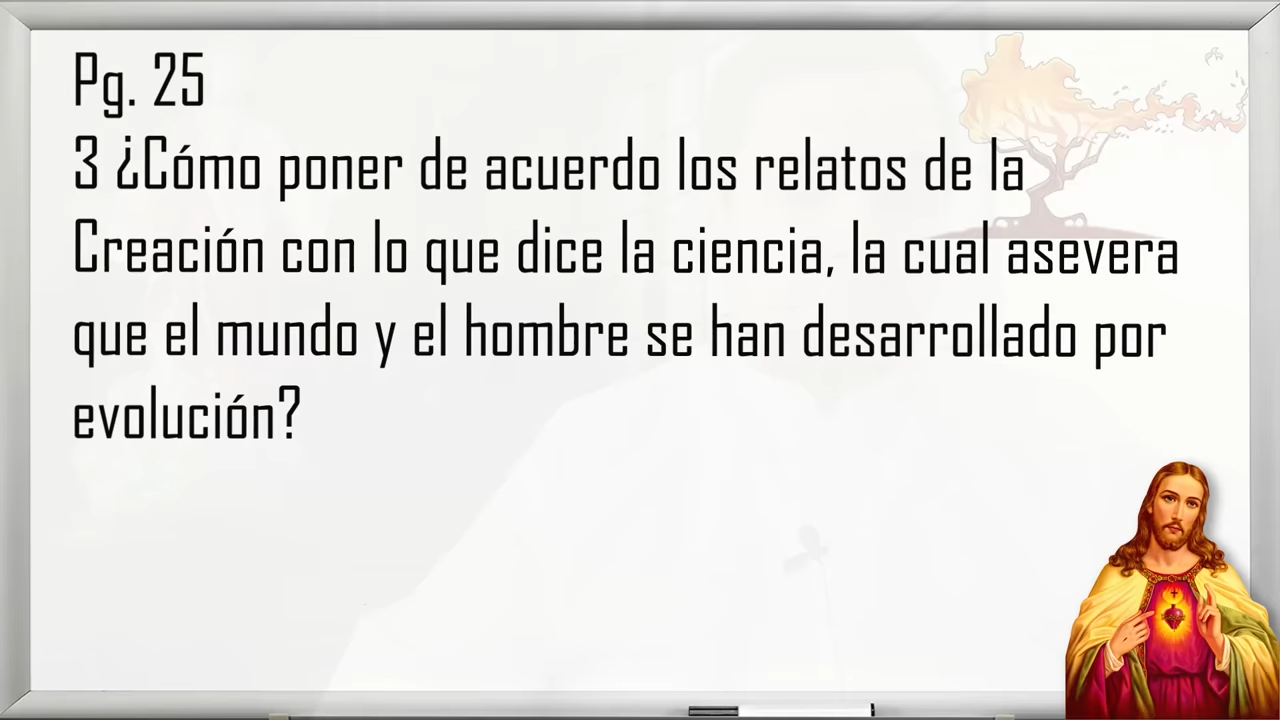 Pg. 25
3 ¿Cómo poner de acuerdo los relatos de la
Creación con lo que dice la ciencia, la cual asevera
que el mundo y el hombre se han desarrollado por
evolución?